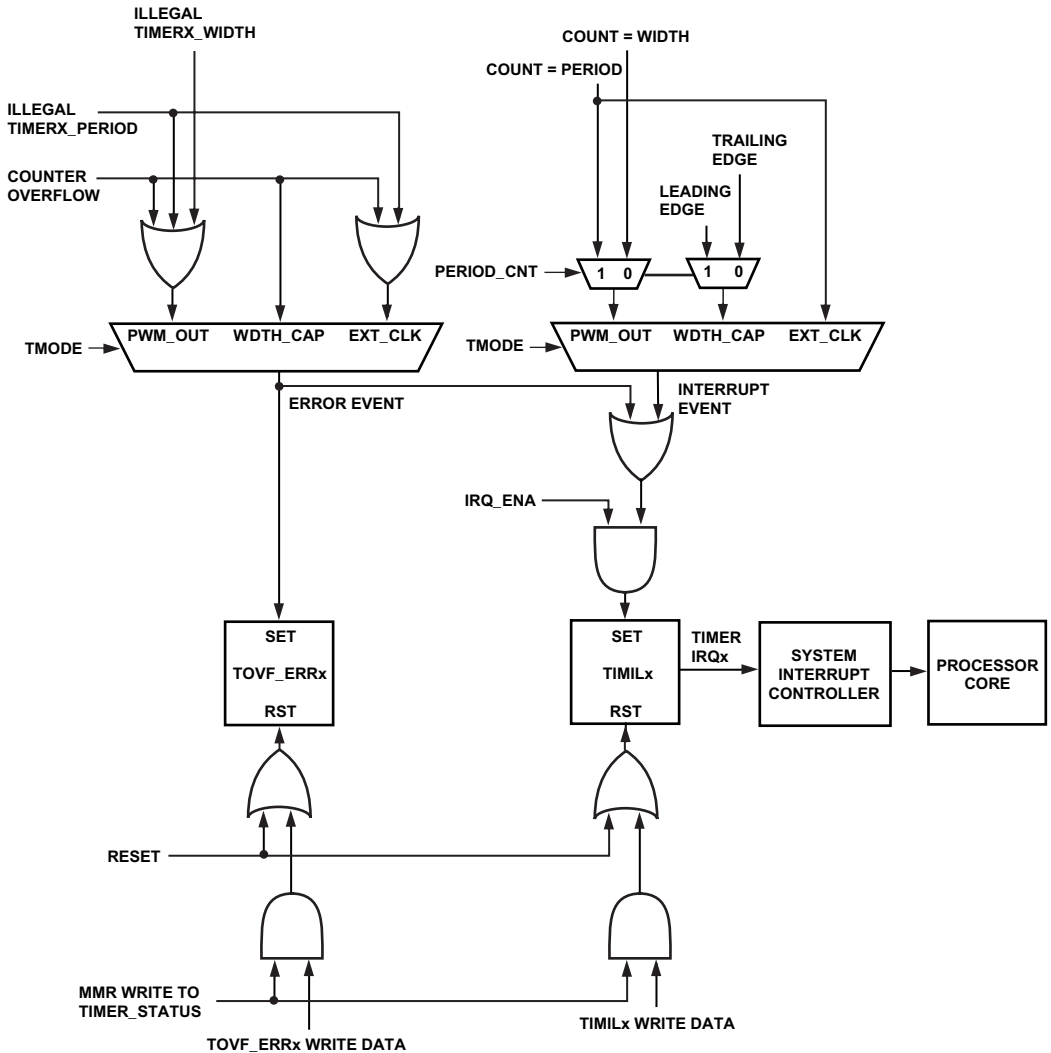 ILLEGAL
TIMERX_WIDTH
COUNT = WIDTH
COUNT = PERIOD
ILLEGAL
TIMERX_PERIOD
TRAILING
EDGE
COUNTER
OVERFLOW
LEADING
EDGE
PERIOD_CNT
1 0
1 0
TMODE
PWM_OUT WDTH_CAP EXT_CLK
TMODE
PWM_OUT WDTH_CAP EXT_CLK
ERROR EVENT
INTERRUPT
EVENT
IRQ_ENA
SET
TOVF_ERRx
RST
SET
TIMILx
RST
TIMER
IRQx
SYSTEM
INTERRUPT
CONTROLLER
PROCESSOR
CORE
RESET
MMR WRITE TO
TIMER_STATUS
TOVF_ERRx WRITE DATA
TIMILx WRITE DATA